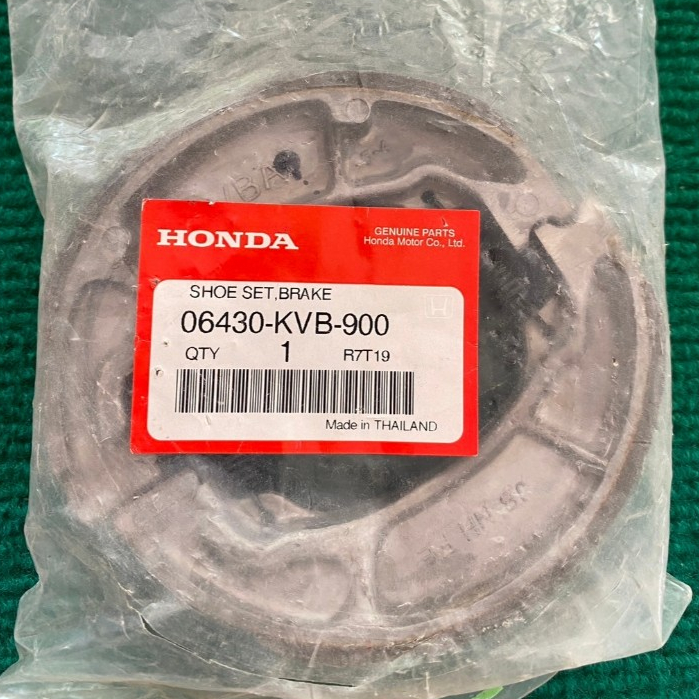 HONDA
GENUINE PARTS
Honda Motor Co., Ltd.
SHOE SET,BRAKE
06430-KVB-900
QTY 1 R7T19
Made in THAILAND